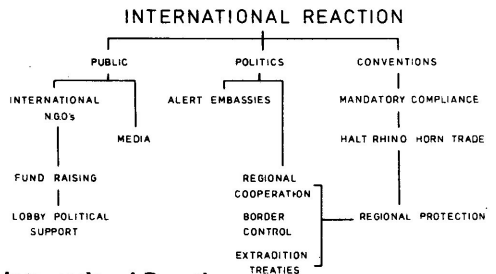 INTERNATIONAL REACTION
PUBLIC
POLITICS
CONVENTIONS
INTERNATIONAL
N.G.O's
MEDIA
ALERT EMBASSIES
MANDATORY COMPLIANCE
HALT RHINO HORN TRADE
FUND RAISING
LOBBY POLITICAL
SUPPORT
REGIONAL
COOPERATION
BORDER
CONTROL
EXTRADITION
TREATIES
REGIONAL PROTECTION